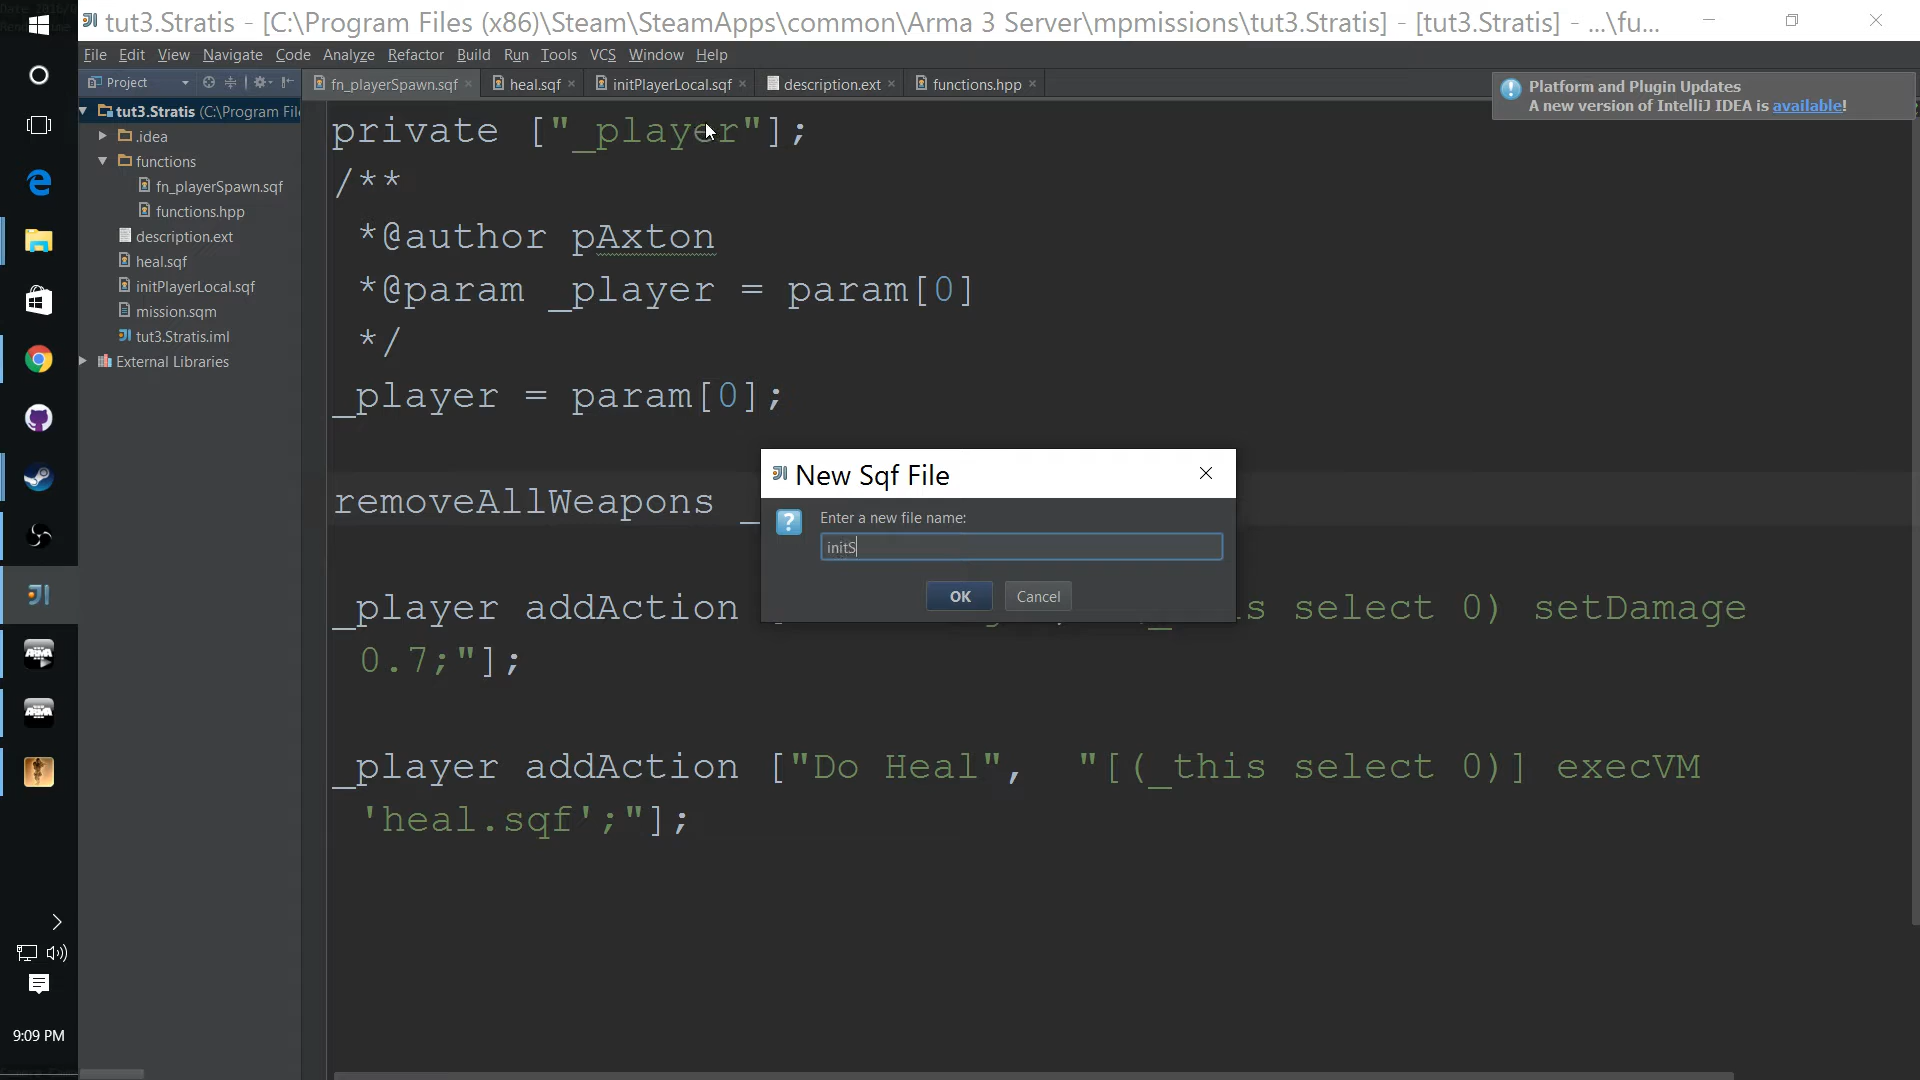 tut3.Stratis - [C:\Program Files (x86)\Steam\SteamApps\common\Arma 3 Server\mpmissions\tut3.Stratis] - [tut3.Stratis] - ...\fu...
File Edit View Navigate Code Analyze Refactor Build Run Tools VCS Window Help
Project
fn_playerSpawn.sqf heal.sqf initPlayerLocal.sqf description.ext functions.hpp
Platform and Plugin Updates
A new version of IntelliJ IDEA is available!
tut3.Stratis (C:\Program File
.idea
functions
fn_playerSpawn.sqf
functions.hpp
description.ext
heal.sqf
initPlayerLocal.sqf
mission.sqm
tut3.Stratis.iml
External Libraries
private ["_player"];
/**
*@author pAxton
*@param _player = param[0]
*/
_player = param[0];
removeAllWeapons _
_player addAction [
s select 0) setDamage
0.7;"];
_player addAction ["Do Heal", "[(_this select 0)] execVM
'heal.sqf';"];
New Sqf File
Enter a new file name:
initS
OK Cancel
9:09 PM